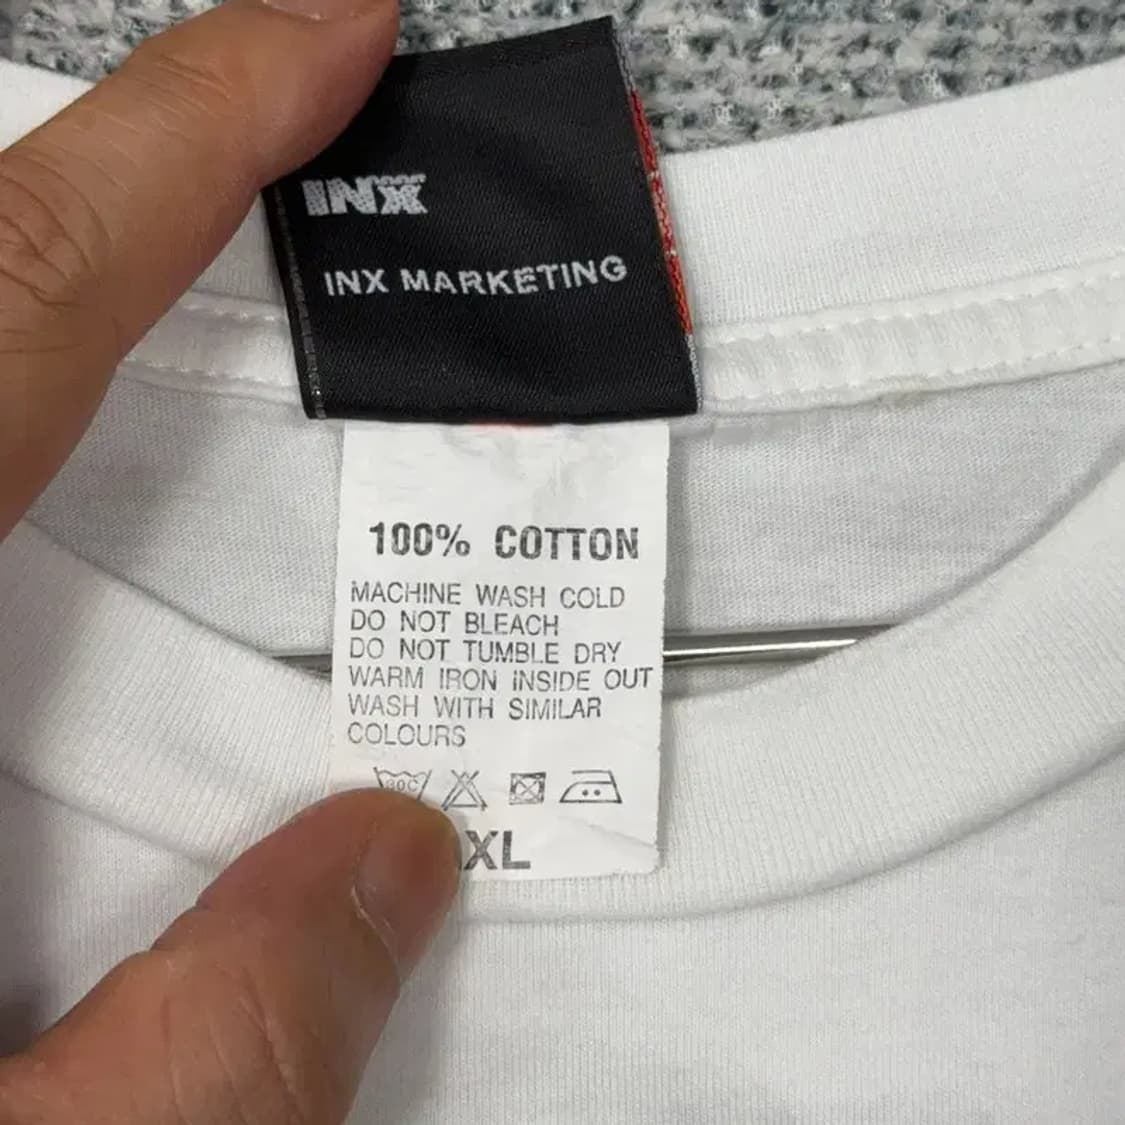 INX
INX MARKETING
100% COTTON
MACHINE WASH COLD
DO NOT BLEACH
DO NOT TUMBLE DRY
WARM IRON INSIDE OUT
WASH WITH SIMILAR
COLOURS
30C
XL